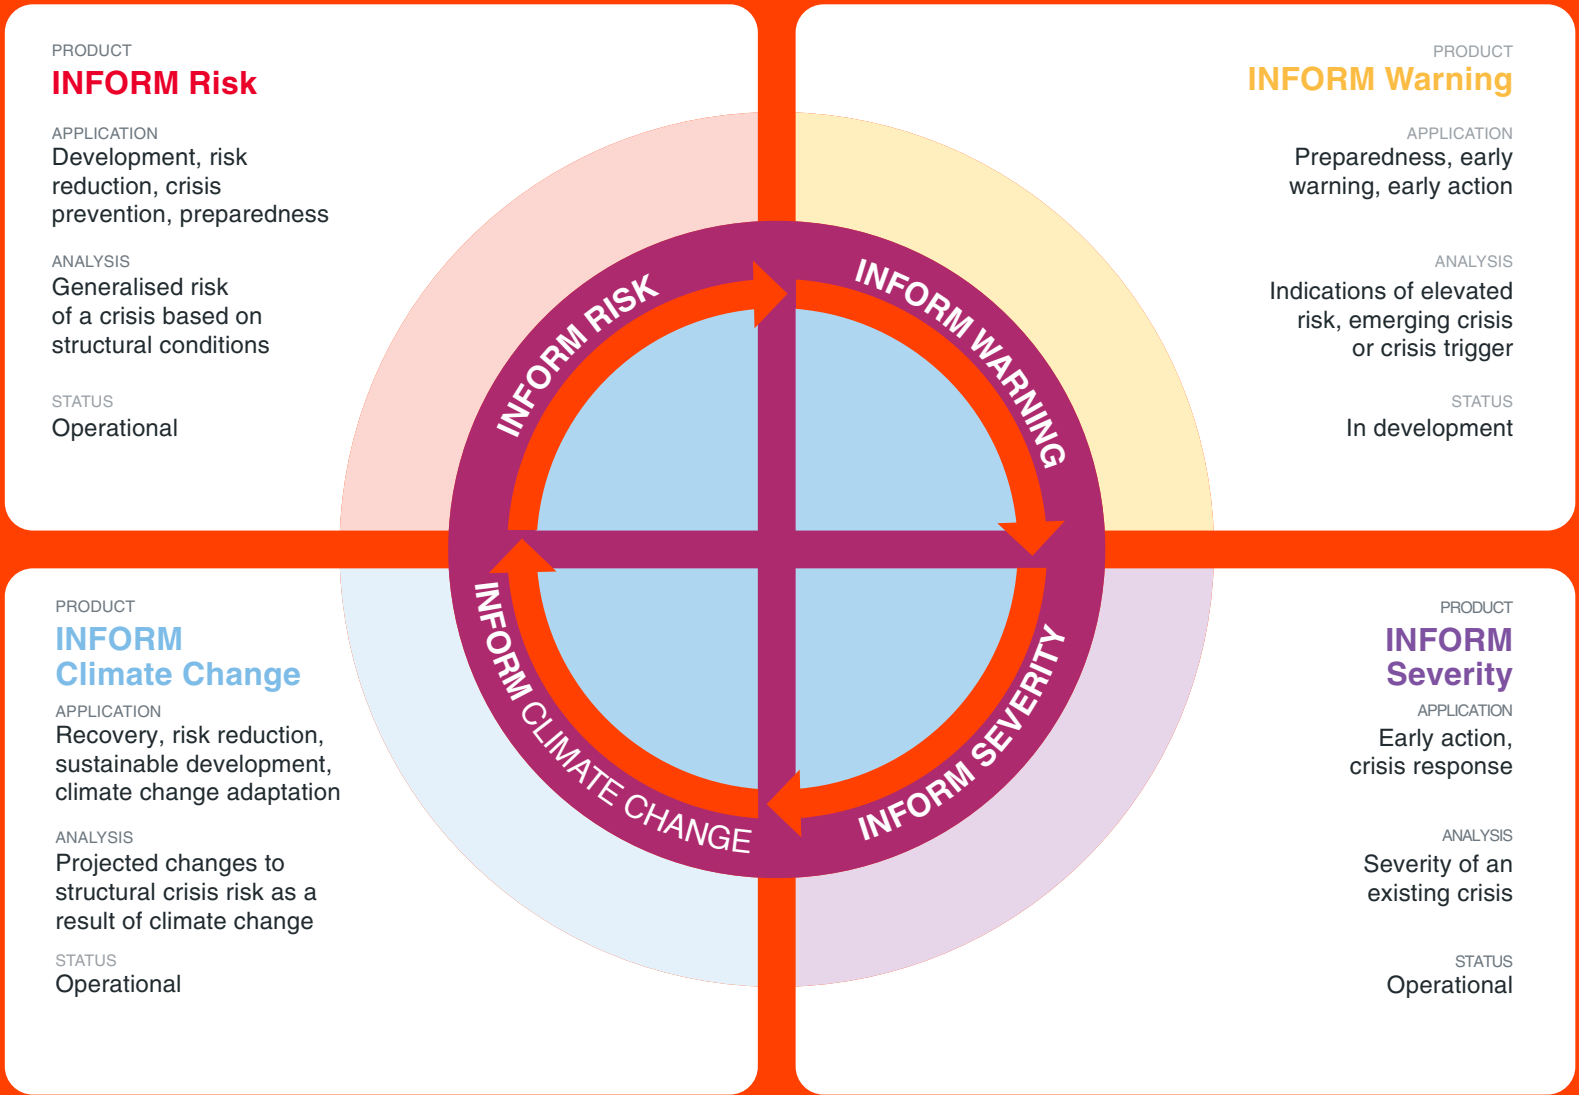 PRODUCT
INFORM Risk
APPLICATION
Development, risk
reduction, crisis
prevention, preparedness
ANALYSIS
Generalised risk
of a crisis based on
structural conditions
STATUS
Operational
PRODUCT
INFORM Warning
APPLICATION
Preparedness, early
warning, early action
ANALYSIS
Indications of elevated
risk, emerging crisis
or crisis trigger
STATUS
In development
INFORM RISK
INFORM WARNING
INFORM CLIMATE CHANGE
INFORM SEVERITY
PRODUCT
INFORM
Climate Change
APPLICATION
Recovery, risk reduction,
sustainable development,
climate change adaptation
ANALYSIS
Projected changes to
structural crisis risk as a
result of climate change
STATUS
Operational
PRODUCT
INFORM
Severity
APPLICATION
Early action,
crisis response
ANALYSIS
Severity of an
existing crisis
STATUS
Operational